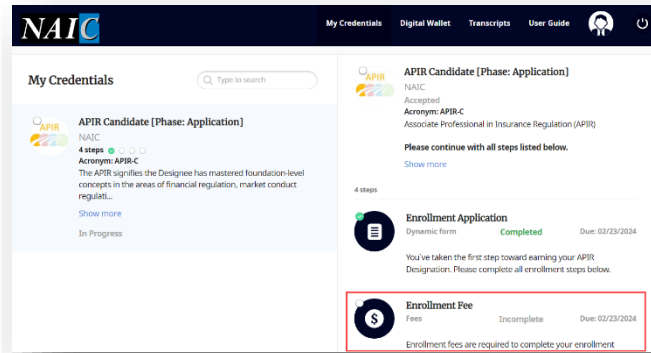 NAIC
My Credentials Digital Wallet Transcripts User Guide
My Credentials
Type to search
APIR
APIR Candidate [Phase: Application]
NAIC
4 steps
Acronym: APIR-C
The APIR signifies the Designee has mastered foundation-level
concepts in the areas of financial regulation, market conduct
regulati...
Show more
In Progress
APIR
APIR Candidate [Phase: Application]
NAIC
Accepted
Acronym: APIR-C
Associate Professional in Insurance Regulation (APIR)
Please continue with all steps listed below.
Show more
4 steps
Enrollment Application
Dynamic form Completed Due: 02/23/2024
You've taken the first step toward earning your APIR
Designation. Please complete all enrollment steps below.
$
Enrollment Fee
Fees Incomplete Due: 02/23/2024
Enrollment fees are required to complete your enrollment